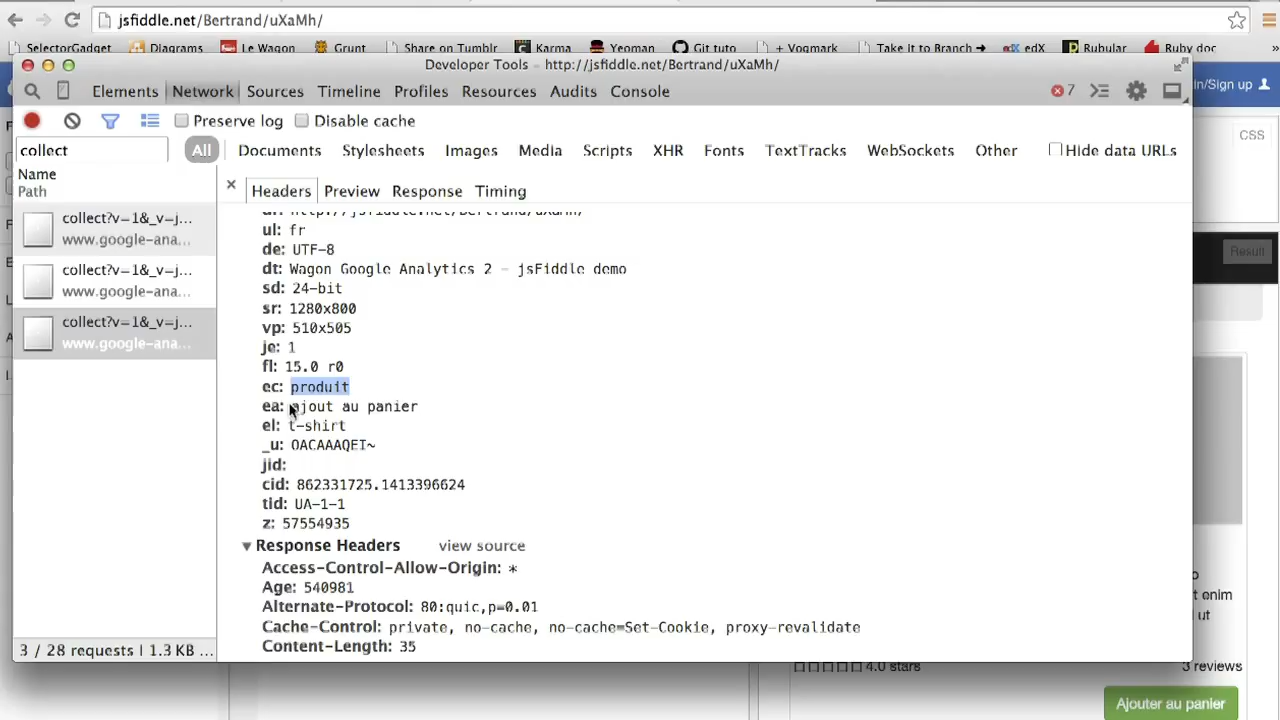 jsfiddle.net/Bertrand/uXaMh/
SelectorGadget Diagrams Le Wagon Grunt Share on Tumblr Karma Yeoman Git tuto + Vogmark Take it to Branch → edX Rubular Ruby doc »
Developer Tools – http://jsfiddle.net/Bertrand/uXaMh/
n/Sign up
Elements Network Sources Timeline Profiles Resources Audits Console 7
Preserve log Disable cache
CSS
collect All Documents Stylesheets Images Media Scripts XHR Fonts TextTracks WebSockets Other Hide data URLs
Name
Path
Headers Preview Response Timing
collect?v=1&_v=j...
www.google-ana...
collect?v=1&_v=j...
www.google-ana...
collect?v=1&_v=j...
www.google-ana...
http://jsfiddle.net/Bertrand/uXaMh/
ul: fr
de: UTF-8
Result
dt: Wagon Google Analytics 2 – jsFiddle demo
sd: 24-bit
sr: 1280x800
vp: 510x505
je: 1
fl: 15.0 r0
ec: produit
ea: ajout au panier
el: t-shirt
_u: OACAAAQEI~
jid:
cid: 862331725.1413396624
tid: UA-1-1
z: 57554935
Response Headers view source
Access-Control-Allow-Origin: *
Age: 540981
Alternate-Protocol: 80:quic,p=0.01
Cache-Control: private, no-cache, no-cache=Set-Cookie, proxy-revalidate
Content-Length: 35
o
t enim
l ut
3 / 28 requests | 1.3 KB ...
4.0 stars 3 reviews
Ajouter au panier